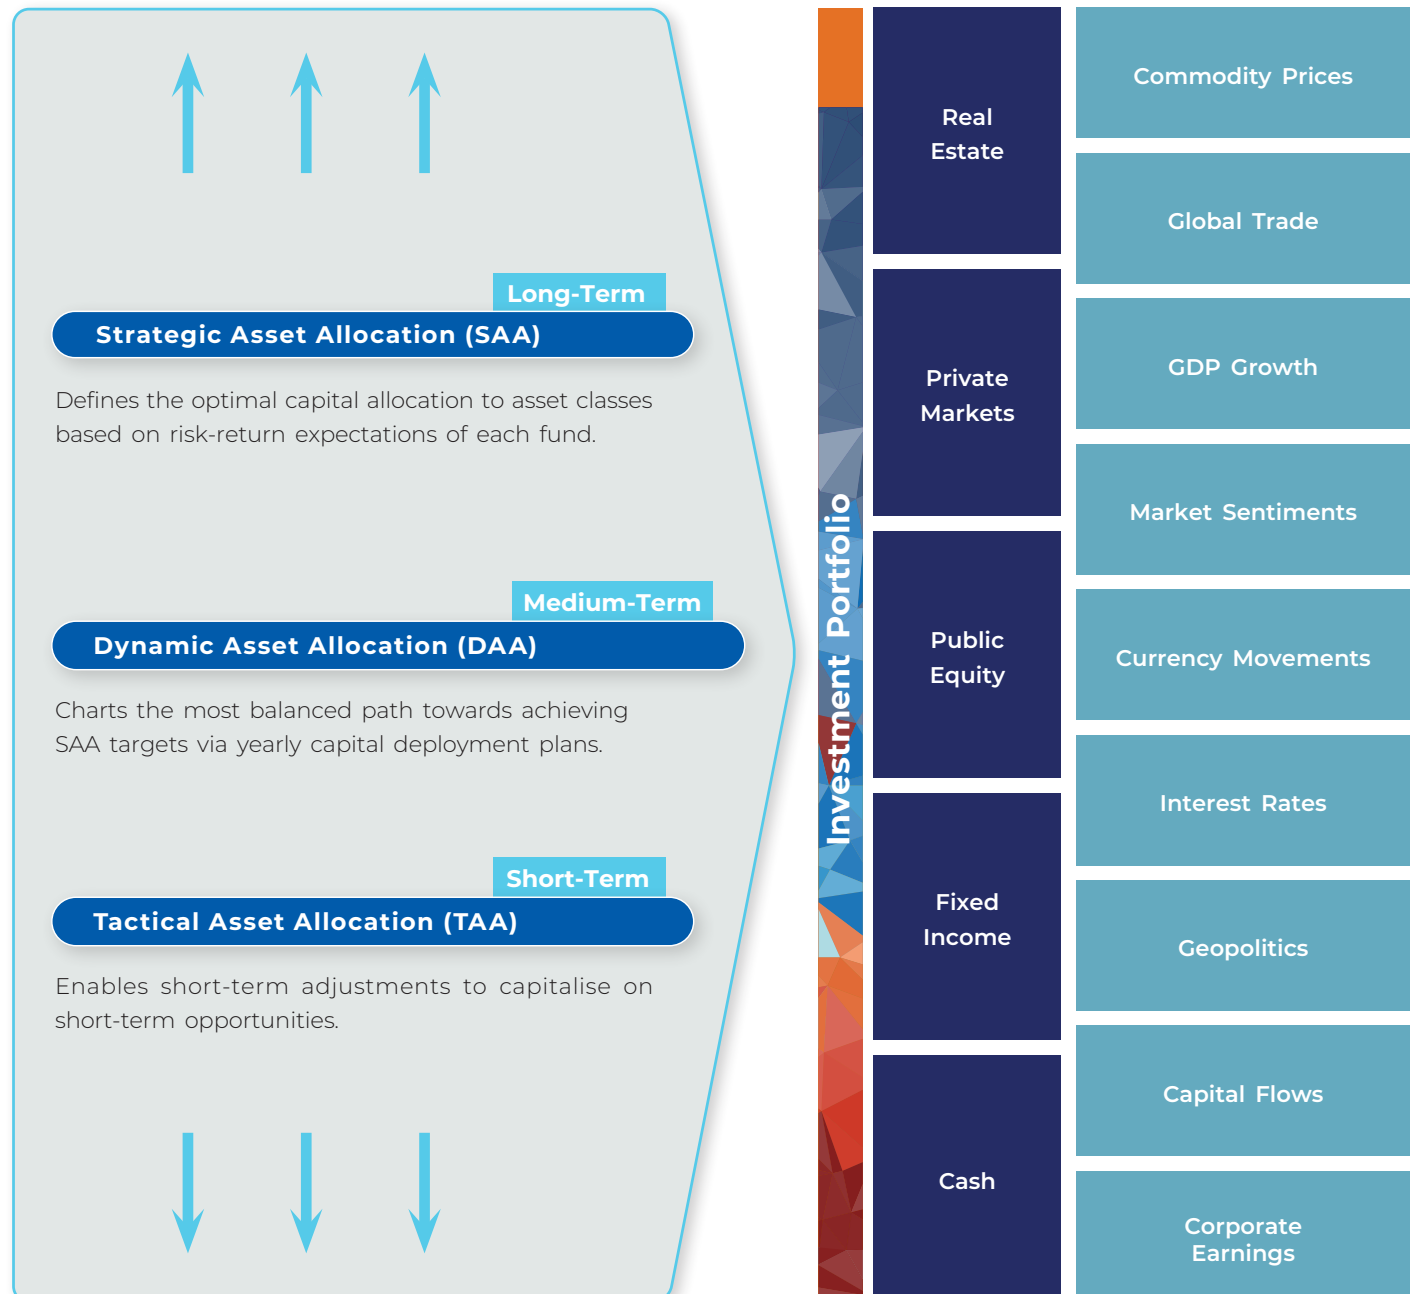 Long-Term
Strategic Asset Allocation (SAA)
Defines the optimal capital allocation to asset classes
based on risk-return expectations of each fund.
Medium-Term
Dynamic Asset Allocation (DAA)
Charts the most balanced path towards achieving
SAA targets via yearly capital deployment plans.
Short-Term
Tactical Asset Allocation (TAA)
Enables short-term adjustments to capitalise on
short-term opportunities.
Investment Portfolio
Real
Estate
Private
Markets
Public
Equity
Fixed
Income
Cash
Commodity Prices
Global Trade
GDP Growth
Market Sentiments
Currency Movements
Interest Rates
Geopolitics
Capital Flows
Corporate
Earnings